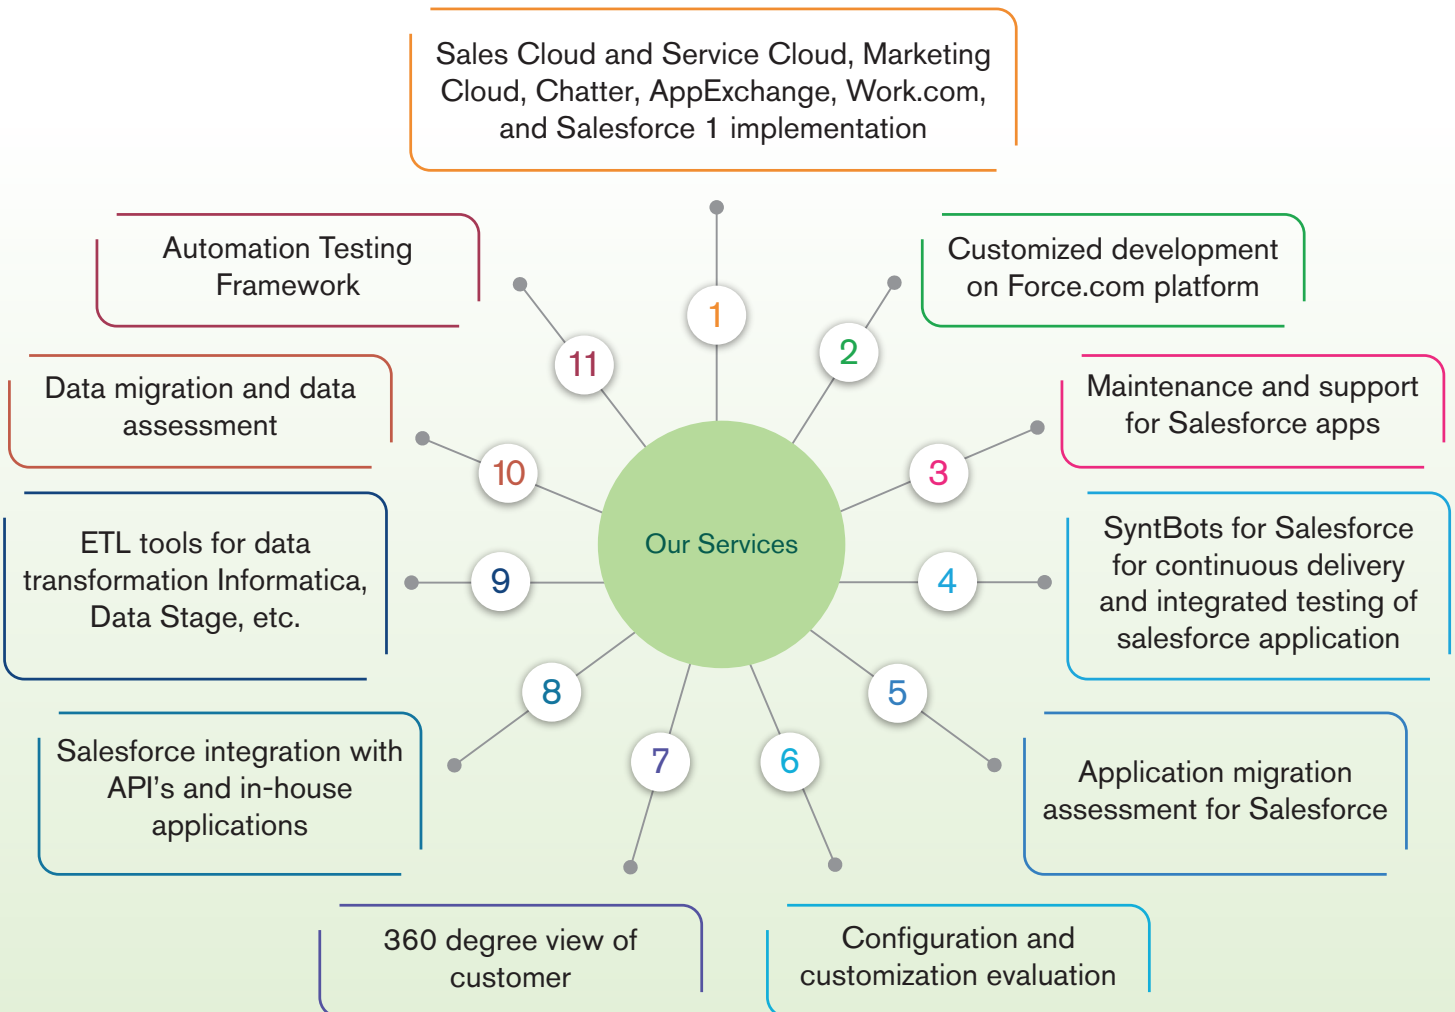 Sales Cloud and Service Cloud, Marketing
Cloud, Chatter, AppExchange, Work.com,
and Salesforce 1 implementation
Automation Testing
Framework
Customized development
on Force.com platform
1
2
11
Data migration and data
assessment
Maintenance and support
for Salesforce apps
10
3
ETL tools for data
transformation Informatica,
Data Stage, etc.
Our Services
SyntBots for Salesforce
for continuous delivery
and integrated testing of
salesforce application
9
4
8
5
Salesforce integration with
API's and in-house
applications
7
6
Application migration
assessment for Salesforce
360 degree view of
customer
Configuration and
customization evaluation